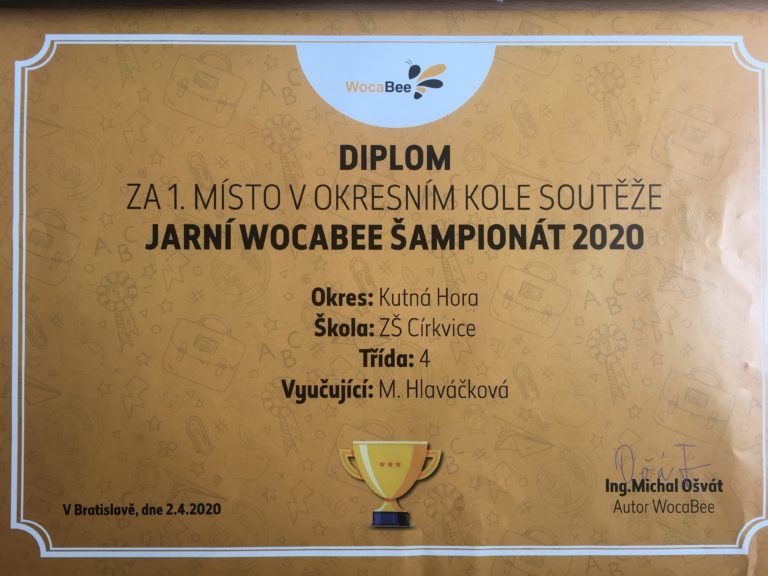 WocaBee
DIPLOM
ZA 1. MÍSTO V OKRESNÍM KOLE SOUTĚŽE
JARNÍ WOCABEE ŠAMPIONÁT 2020
Okres: Kutná Hora
Škola: ZŠ Církvice
Třída: 4
Vyučující: M. Hlaváčková
V Bratislavě, dne 2.4.2020
Ing.Michal Ošvát
Autor WocaBee